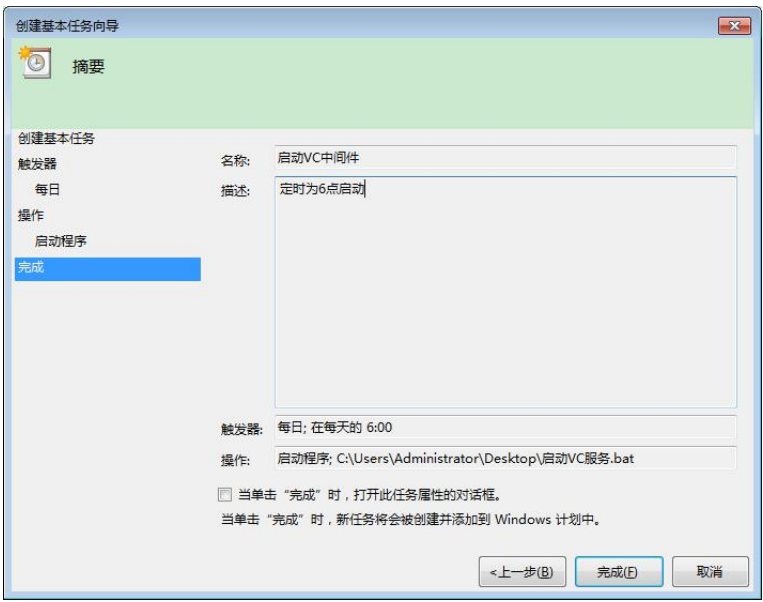 创建基本任务向导
摘要
创建基本任务
触发器
每日
操作
启动程序
完成
名称: 启动VC中间件
描述: 定时为6点启动
触发器: 每日; 在每天的 6:00
操作: 启动程序; C:\Users\Administrator\Desktop\启动VC服务.bat
当单击“完成”时，打开此任务属性的对话框。
当单击“完成”时，新任务将会被创建并添加到 Windows 计划中。
<上一步(B) 完成(F) 取消